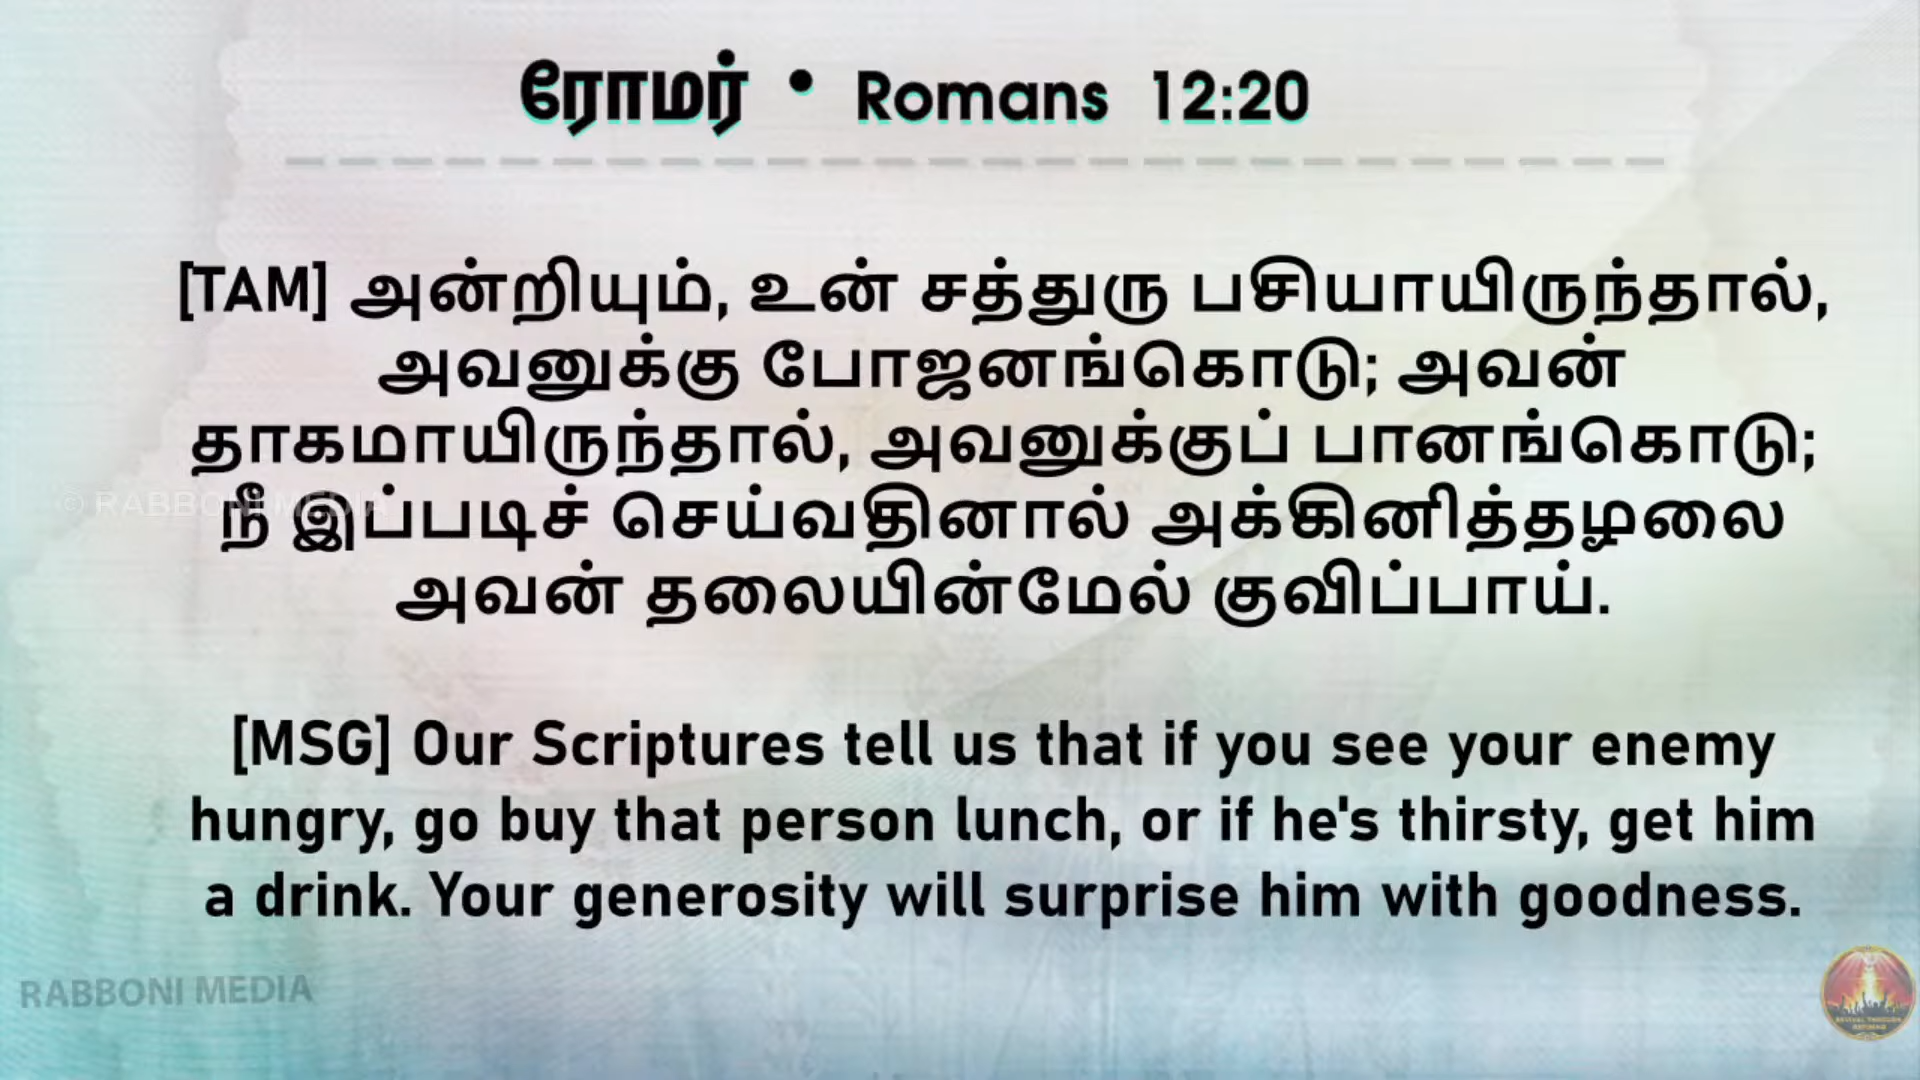 ரோமர் • Romans 12:20
[TAM] அன்றியும், உன் சத்துரு பசியாயிருந்தால்,
அவனுக்கு போஜனங்கொடு; அவன்
தாகமாயிருந்தால், அவனுக்குப் பானங்கொடு;
© RABBONI MEDIA
நீ இப்படிச் செய்வதினால் அக்கினித்தழலை
அவன் தலையின்மேல் குவிப்பாய்.
[MSG] Our Scriptures tell us that if you see your enemy
hungry, go buy that person lunch, or if he's thirsty, get him
a drink. Your generosity will surprise him with goodness.
RABBONI MEDIA